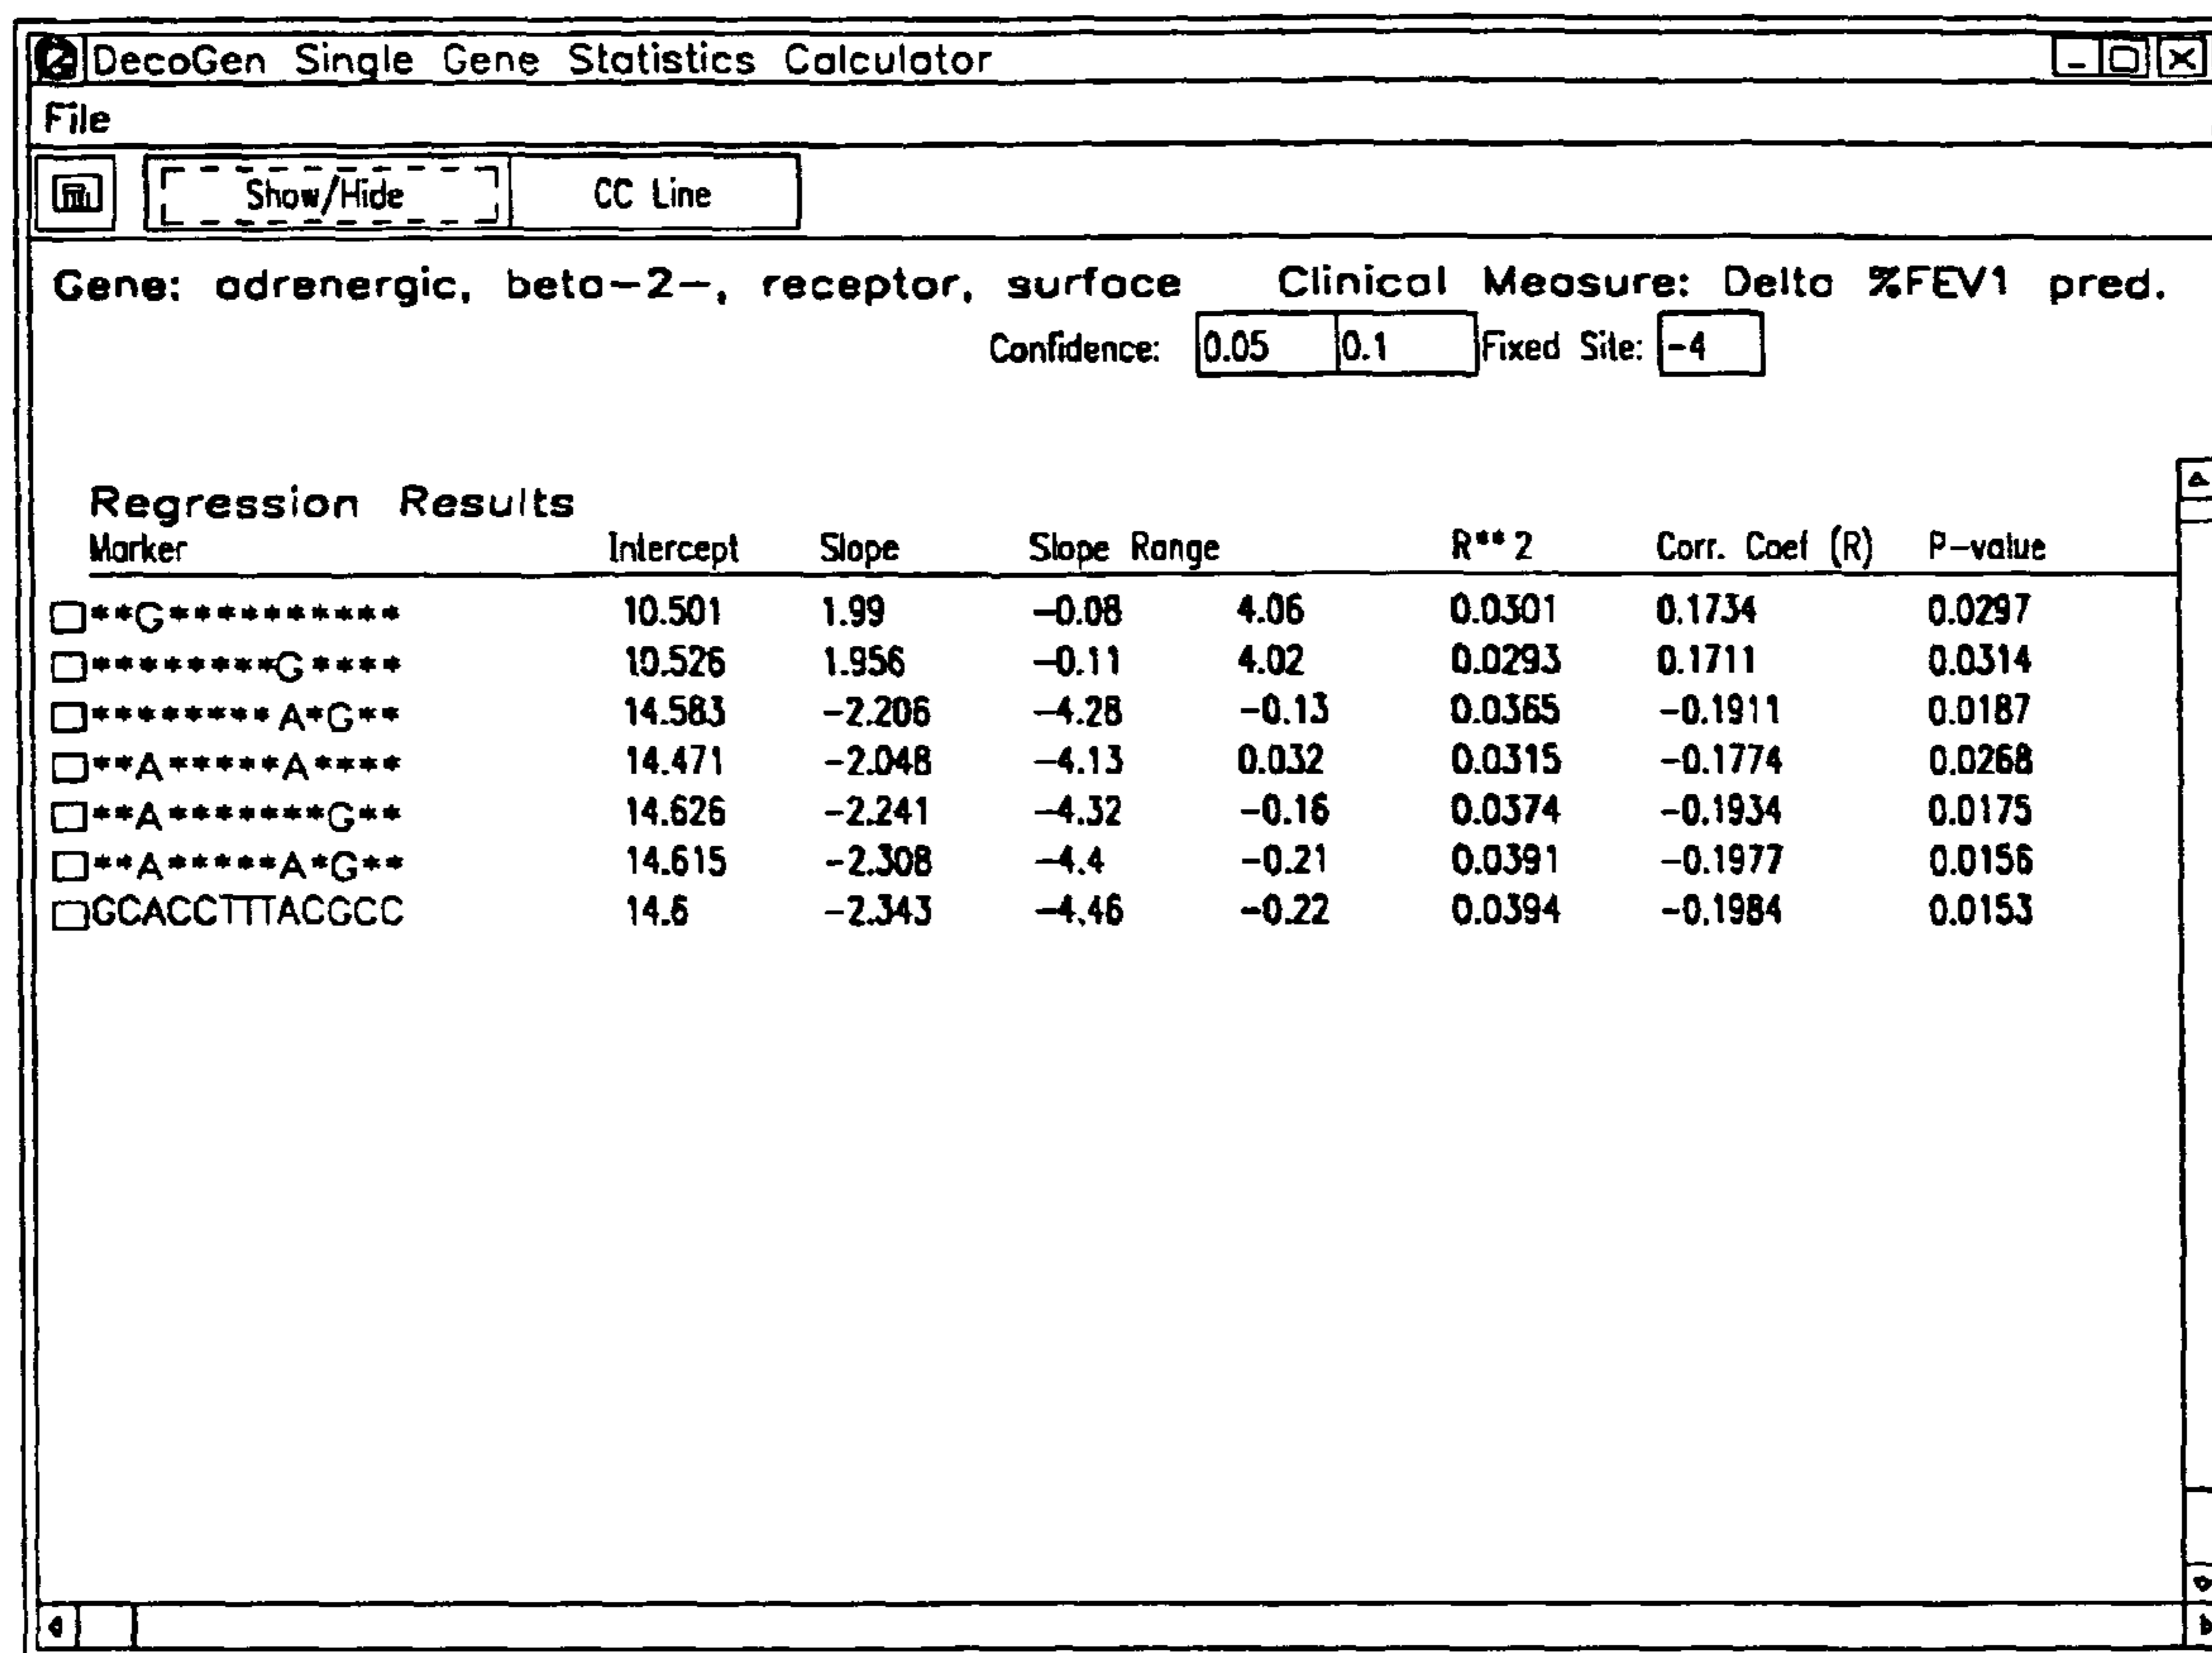 DecoGen Single Gene Statistics Calculator
File
Show/Hide CC Line
Gene: adrenergic, beta-2-, receptor, surface Clinical Measure: Delta %FEV1 pred.
Confidence: 0.05 0.1 Fixed Site: -4
Regression Results
Marker Intercept Slope Slope Range R**2 Corr. Coef (R) P-value
**G********** 10.501 1.99 -0.08 4.06 0.0301 0.1734 0.0297
********G**** 10.526 1.956 -0.11 4.02 0.0293 0.1711 0.0314
********A*G** 14.583 -2.206 -4.28 -0.13 0.0365 -0.1911 0.0187
**A*****A**** 14.471 -2.048 -4.13 0.032 0.0315 -0.1774 0.0268
**A*******G** 14.626 -2.241 -4.32 -0.16 0.0374 -0.1934 0.0175
**A*****A*G** 14.615 -2.308 -4.4 -0.21 0.0391 -0.1977 0.0156
GCACCTTTACGCC 14.6 -2.343 -4.46 -0.22 0.0394 -0.1984 0.0153